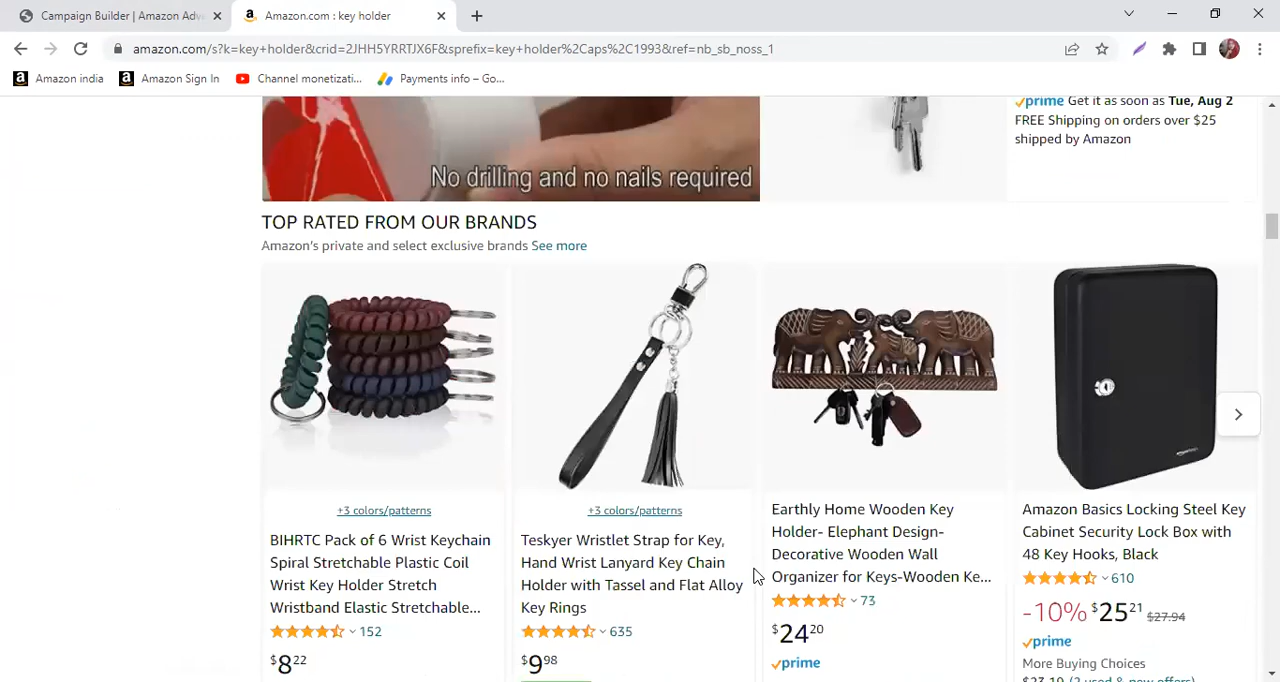 Campaign Builder | Amazon Adv
Amazon.com : key holder
amazon.com/s?k=key+holder&crid=2JHH5YRRTJX6F&sprefix=key+holder%2Caps%2C1993&ref=nb_sb_noss_1
Amazon india
Amazon Sign In
Channel monetizati...
Payments info – Go...
No drilling and no nails required
prime Get it as soon as Tue, Aug 2
FREE Shipping on orders over $25
shipped by Amazon
TOP RATED FROM OUR BRANDS
Amazon's private and select exclusive brands See more
+3 colors/patterns
BIHRTC Pack of 6 Wrist Keychain
Spiral Stretchable Plastic Coil
Wrist Key Holder Stretch
Wristband Elastic Stretchable...
152
$8.22
+3 colors/patterns
Teskyer Wristlet Strap for Key,
Hand Wrist Lanyard Key Chain
Holder with Tassel and Flat Alloy
Key Rings
635
$9.98
Earthly Home Wooden Key
Holder- Elephant Design-
Decorative Wooden Wall
Organizer for Keys-Wooden Ke...
73
$24.20
prime
Amazon Basics Locking Steel Key
Cabinet Security Lock Box with
48 Key Hooks, Black
610
-10% $25.21 $27.94
prime
More Buying Choices
$23.19 (2 used & new offers)